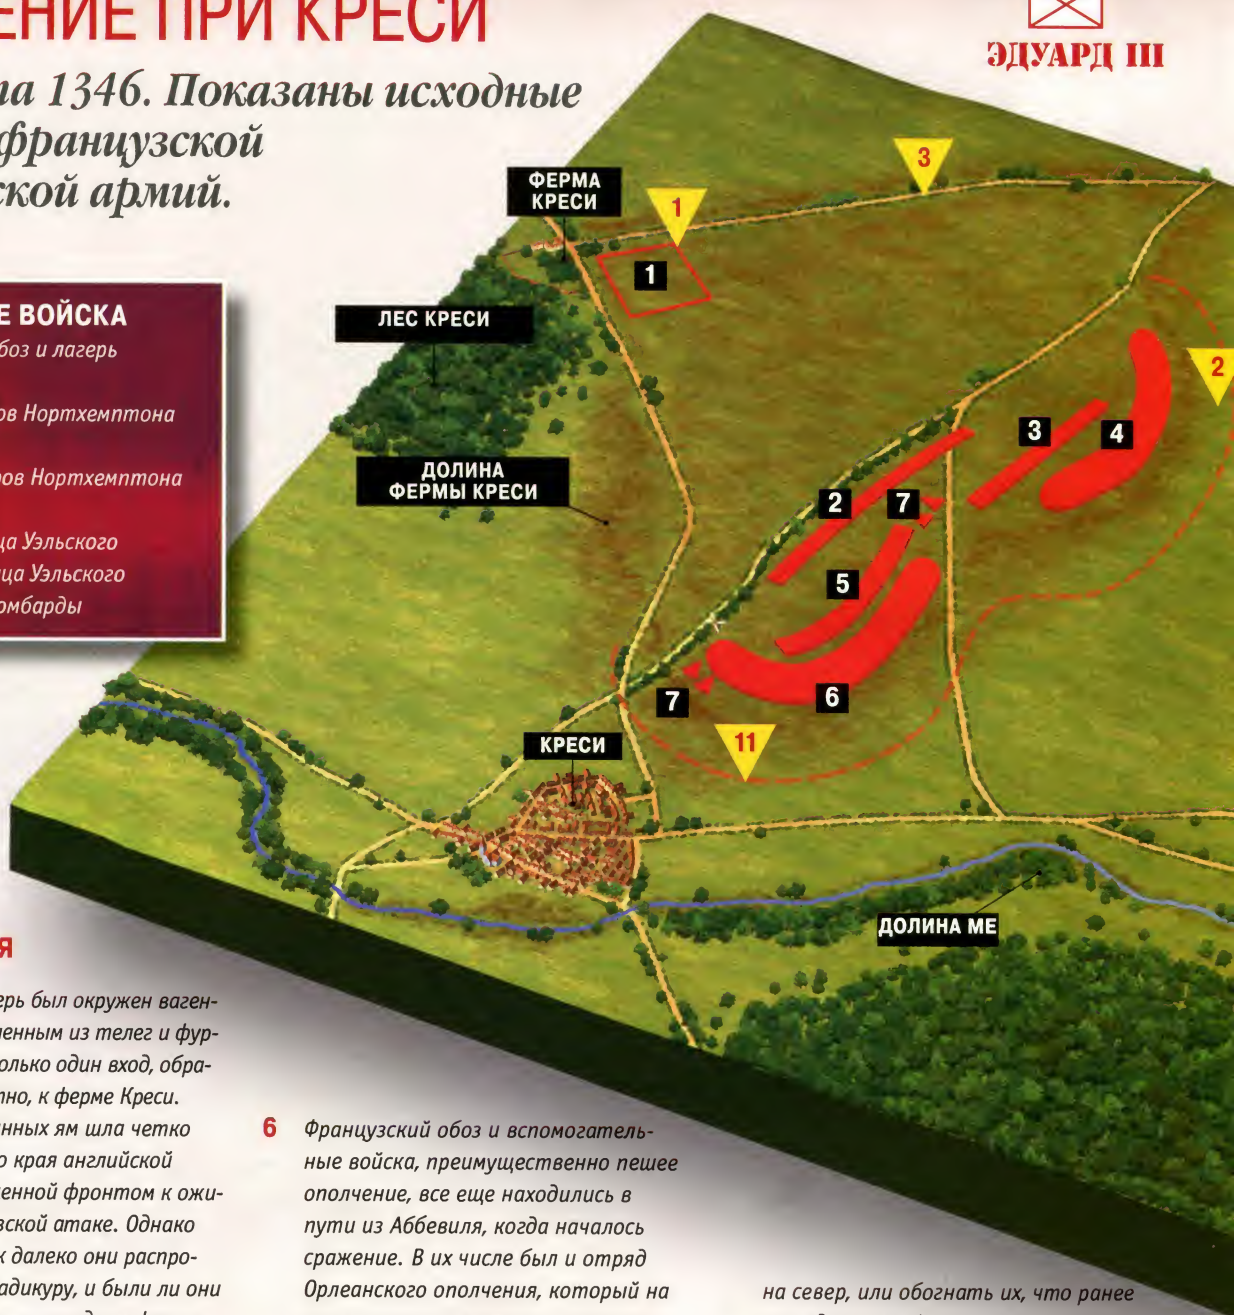 ЕНИЕ ПРИ КРЕСИ
та 1346. Показаны исходные
французской
ской армий.
ЭДУАРД III
ФЕРМА
КРЕСИ
3
1
1
ЛЕС КРЕСИ
2
Е ВОЙСКА
боз и лагерь
ов Нортхемптона
ров Нортхемптона
ца Уэльского
ца Уэльского
омбарды
ДОЛИНА
ФЕРМЫ КРЕСИ
3
4
2
7
5
6
7
11
КРЕСИ
ДОЛИНА МЕ
Я
ерь был окружен ваген-
ленным из телег и фур-
олько один вход, обра-
тно, к ферме Креси.
нных ям шла четко
о края английской
енной фронтом к ожи-
вской атаке. Однако
к далеко они распро-
адикуру, и были ли они
6 Французский обоз и вспомогатель-
ные войска, преимущественно пешее
ополчение, все еще находились в
пути из Аббевиля, когда началось
сражение. В их числе был и отряд
Орлеанского ополчения, который на
на север, или обогнать их, что ранее